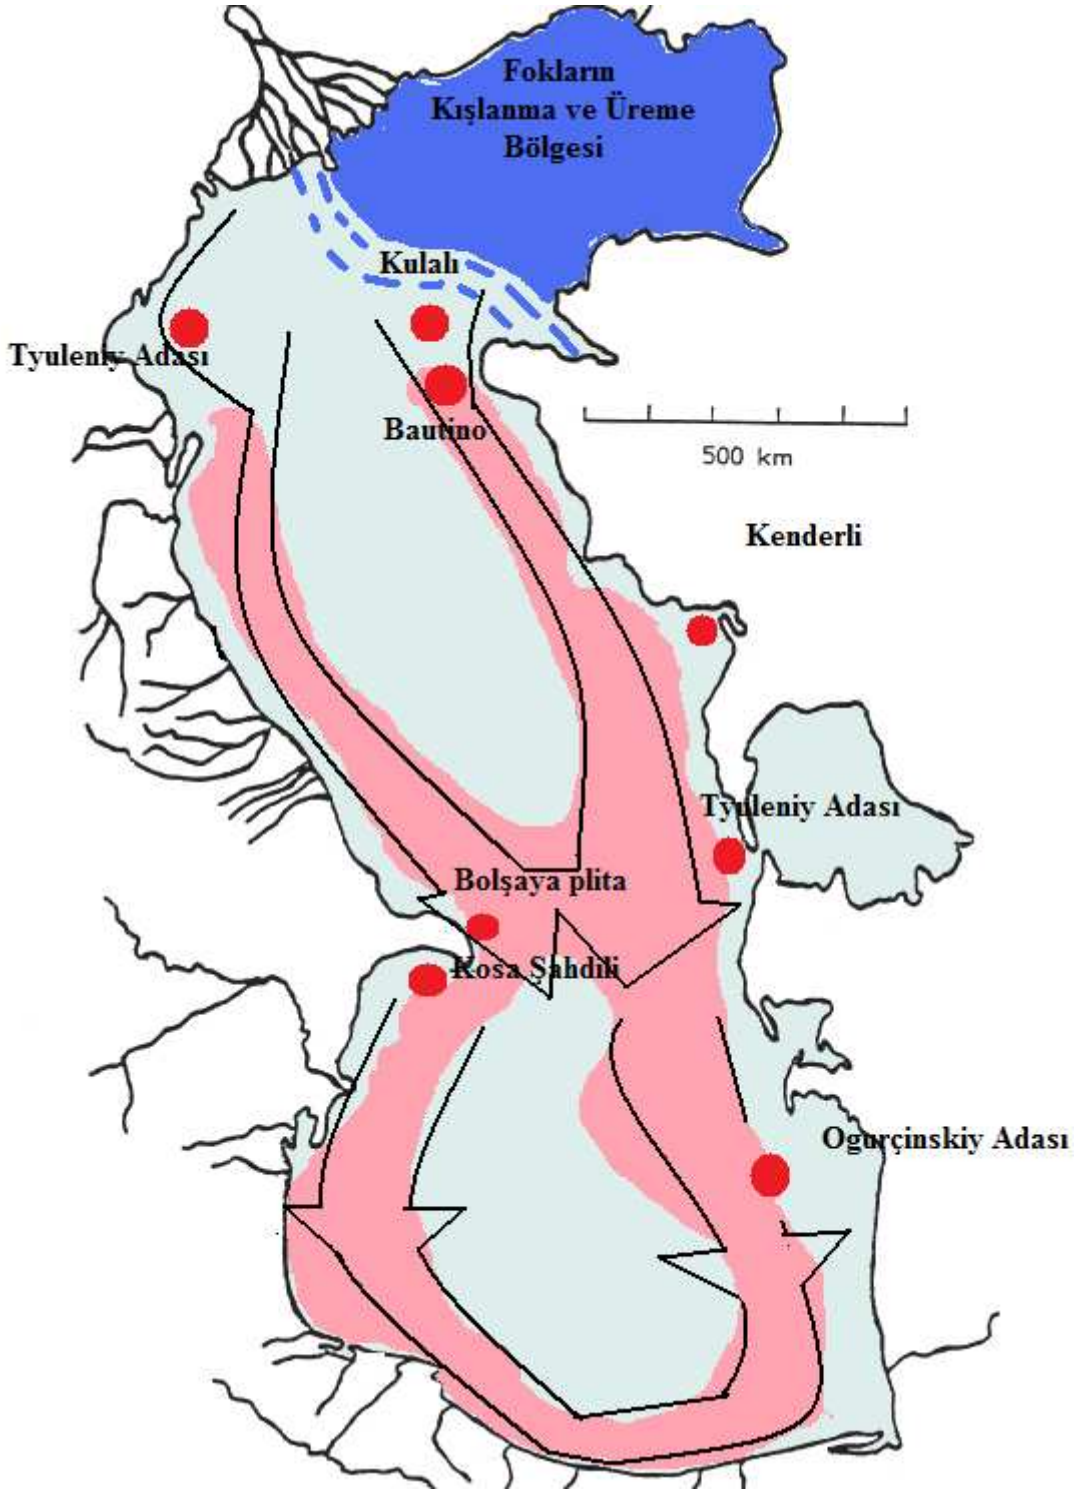 Fokların
Kışlanma ve Üreme
Bölgesi
Kulalı
Tyuleniy Adası
Bautino
500 km
Kenderli
Tyuleniy Adası
Bolşaya plita
Kosa Şahdili
Ogurçinskiy Adası